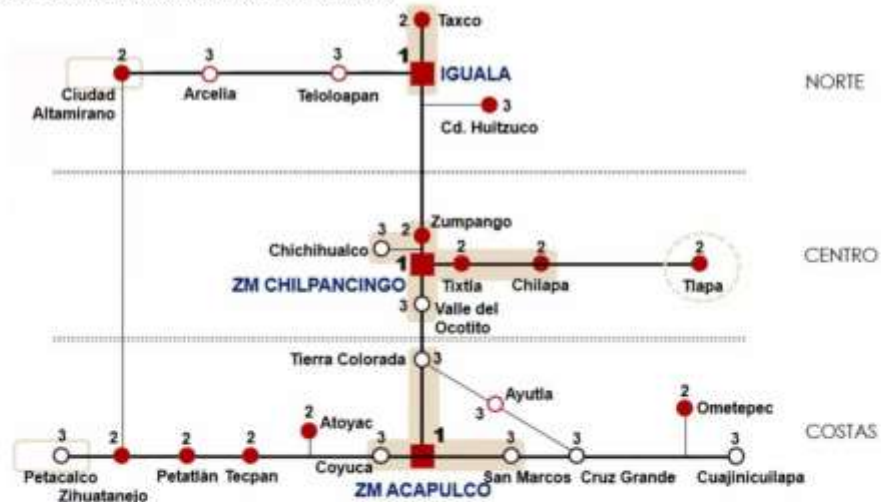 2 Taxco
1
IGUALA
NORTE
2
3
3
Ciudad
Altamirano
Arcelia
Teloloapan
3
Cd. Huitzuco
Zumpango
3
2
Chichihualco
2
2
2
CENTRO
1
ZM CHILPANCINGO
Tixtla
Chilapa
Tlapa
3
Valle del
Ocotito
Tierra Colorada
3
Ayutla
3
2
Ometepec
2
Atoyac
1
COSTAS
3
2
2
2
3
3
3
3
Petacalco
Zihuatanejo
Petatlán
Tecpan
Coyuca
San Marcos
Cruz Grande
Cuajinicuilapa
ZM ACAPULCO